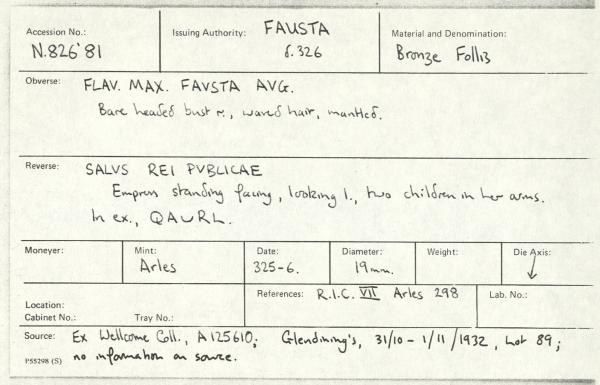 Accession No.: N.826'81
Issuing Authority: FAUSTA
c.326
Material and Denomination: Bronze Follis
Obverse: FLAV. MAX. FAVSTA AVG.
Bare headed bust r., waved hair, mantled.
Reverse: SALVS REI PVBLICAE
Empress standing facing, looking l., two children in her arms.
In ex., QA∪RL.
Moneyer:
Mint: Arles
Date: 325-6.
Diameter: 19mm.
Weight:
Die Axis: ↓
Location:
Cabinet No.: Tray No.:
References: R.I.C. VII Arles 298
Lab. No.:
Source: Ex Wellcome Coll., A125610; Glendining's, 31/10 - 1/11/1932, Lot 89;
no information on source.
P55298 (S)